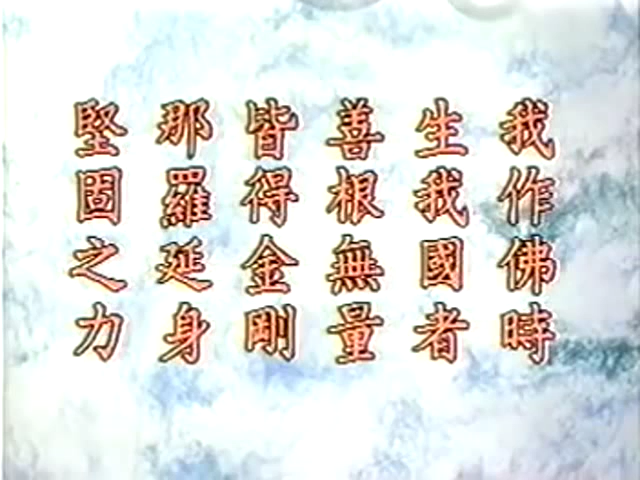 我作佛時
生我國者
善根無量
皆得金剛
那羅延身
堅固之力